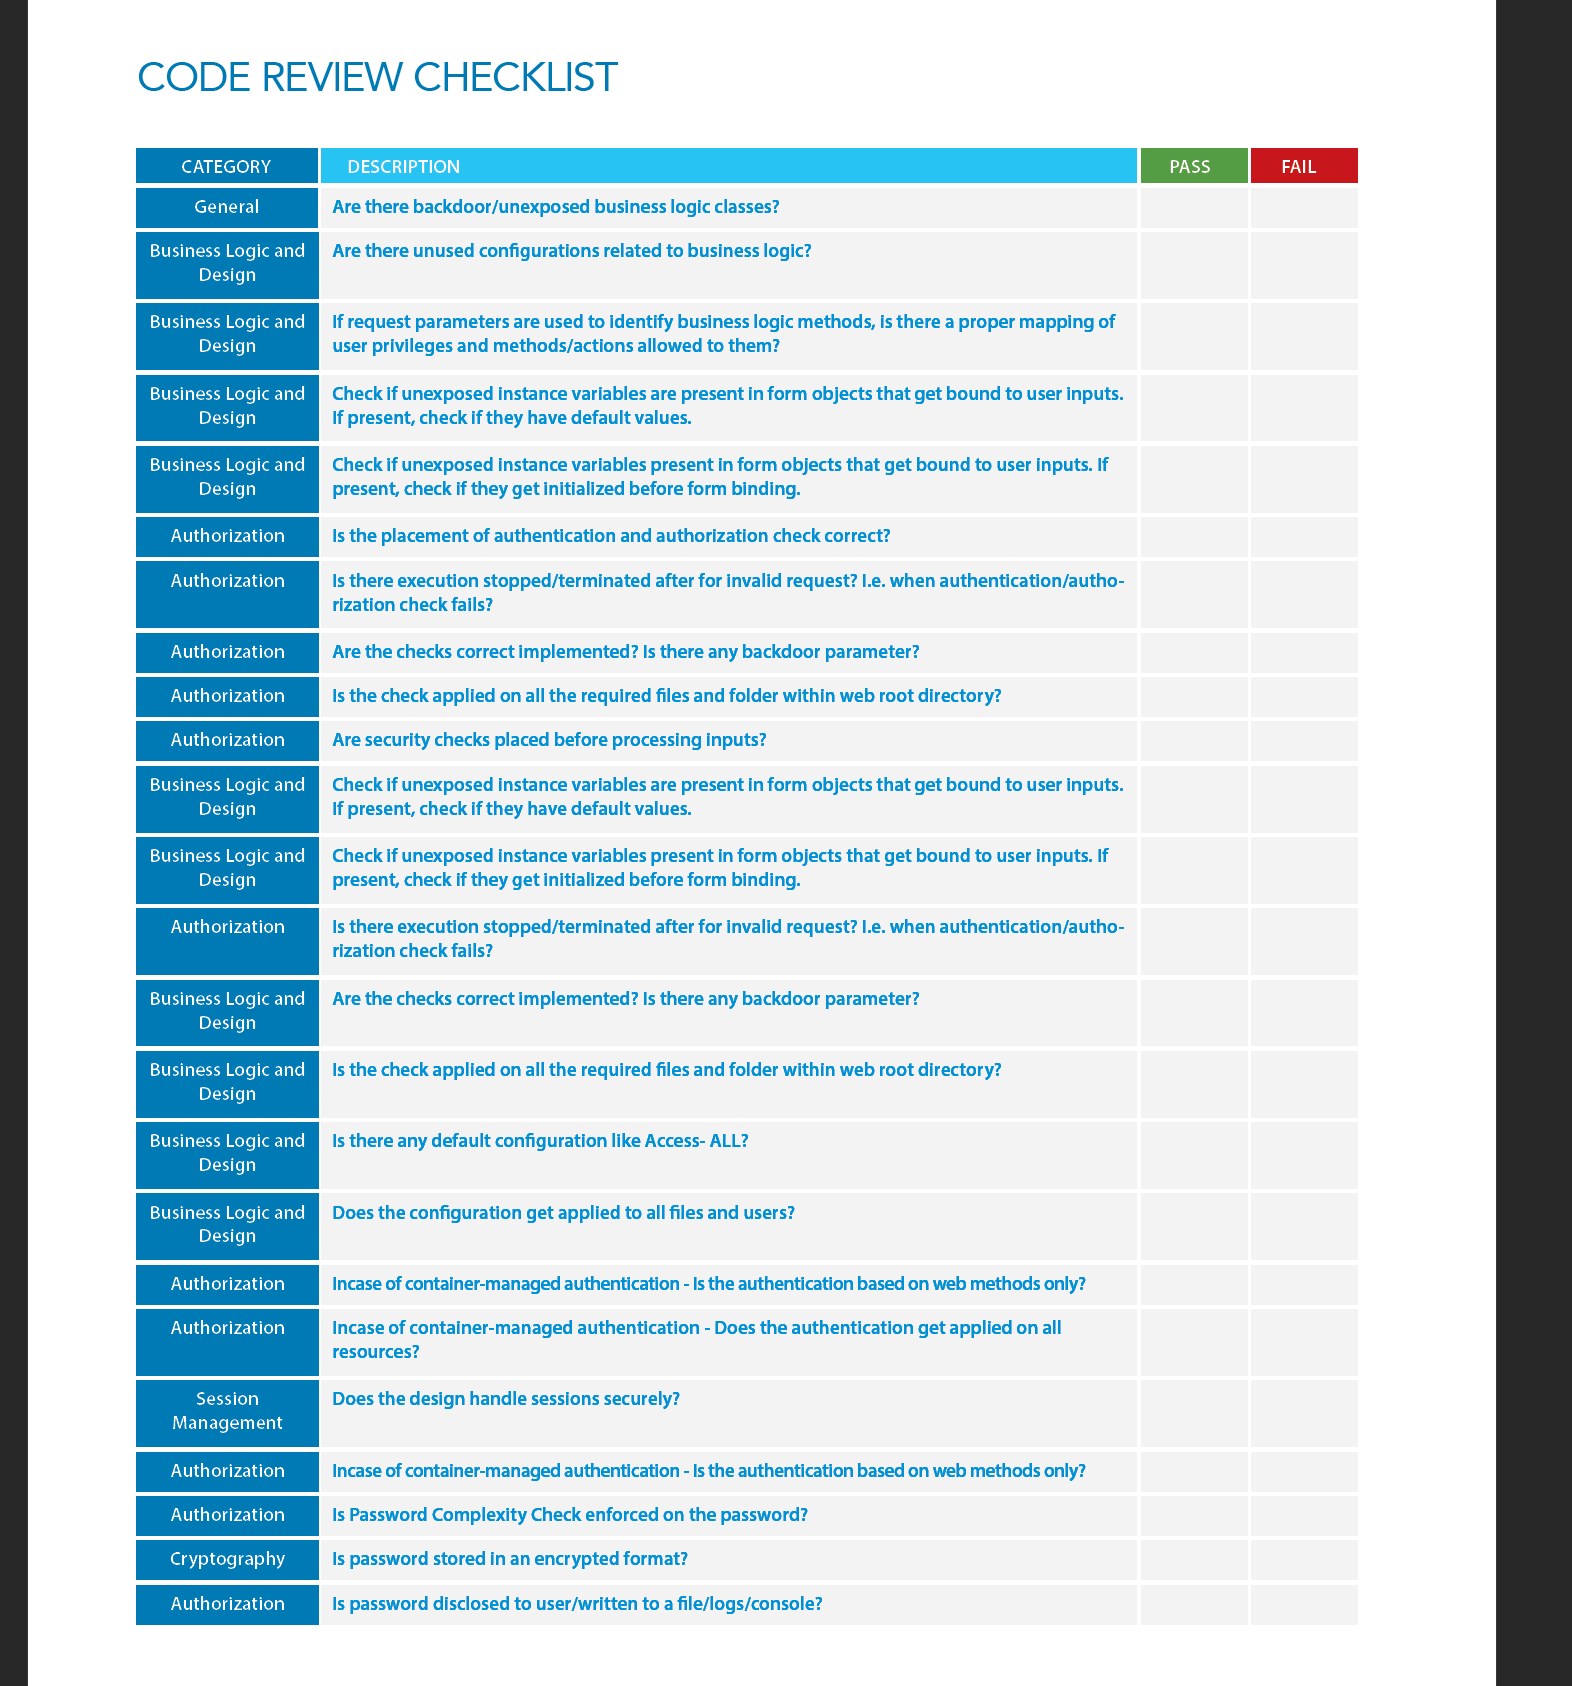 CODE REVIEW CHECKLIST
CATEGORY DESCRIPTION PASS FAIL
General Are there backdoor/unexposed business logic classes?
Business Logic and Are there unused configurations related to business logic?
Design
Business Logic and If request parameters are used to identify business logic methods, is there a proper mapping of
Design user privileges and methods/actions allowed to them?
Business Logic and Check if unexposed instance variables are present in form objects that get bound to user inputs.
Design If present, check if they have default values.
Business Logic and Check if unexposed instance variables present in form objects that get bound to user inputs. If
Design present, check if they get initialized before form binding.
Authorization Is the placement of authentication and authorization check correct?
Authorization Is there execution stopped/terminated after for invalid request? I.e. when authentication/autho-
rization check fails?
Authorization Are the checks correct implemented? Is there any backdoor parameter?
Authorization Is the check applied on all the required files and folder within web root directory?
Authorization Are security checks placed before processing inputs?
Business Logic and Check if unexposed instance variables are present in form objects that get bound to user inputs.
Design If present, check if they have default values.
Business Logic and Check if unexposed instance variables present in form objects that get bound to user inputs. If
Design present, check if they get initialized before form binding.
Authorization Is there execution stopped/terminated after for invalid request? I.e. when authentication/autho-
rization check fails?
Business Logic and Are the checks correct implemented? Is there any backdoor parameter?
Design
Business Logic and Is the check applied on all the required files and folder within web root directory?
Design
Business Logic and Is there any default configuration like Access- ALL?
Design
Business Logic and Does the configuration get applied to all files and users?
Design
Authorization Incase of container-managed authentication - Is the authentication based on web methods only?
Authorization Incase of container-managed authentication - Does the authentication get applied on all
resources?
Session Does the design handle sessions securely?
Management
Authorization Incase of container-managed authentication - Is the authentication based on web methods only?
Authorization Is Password Complexity Check enforced on the password?
Cryptography Is password stored in an encrypted format?
Authorization Is password disclosed to user/written to a file/logs/console?